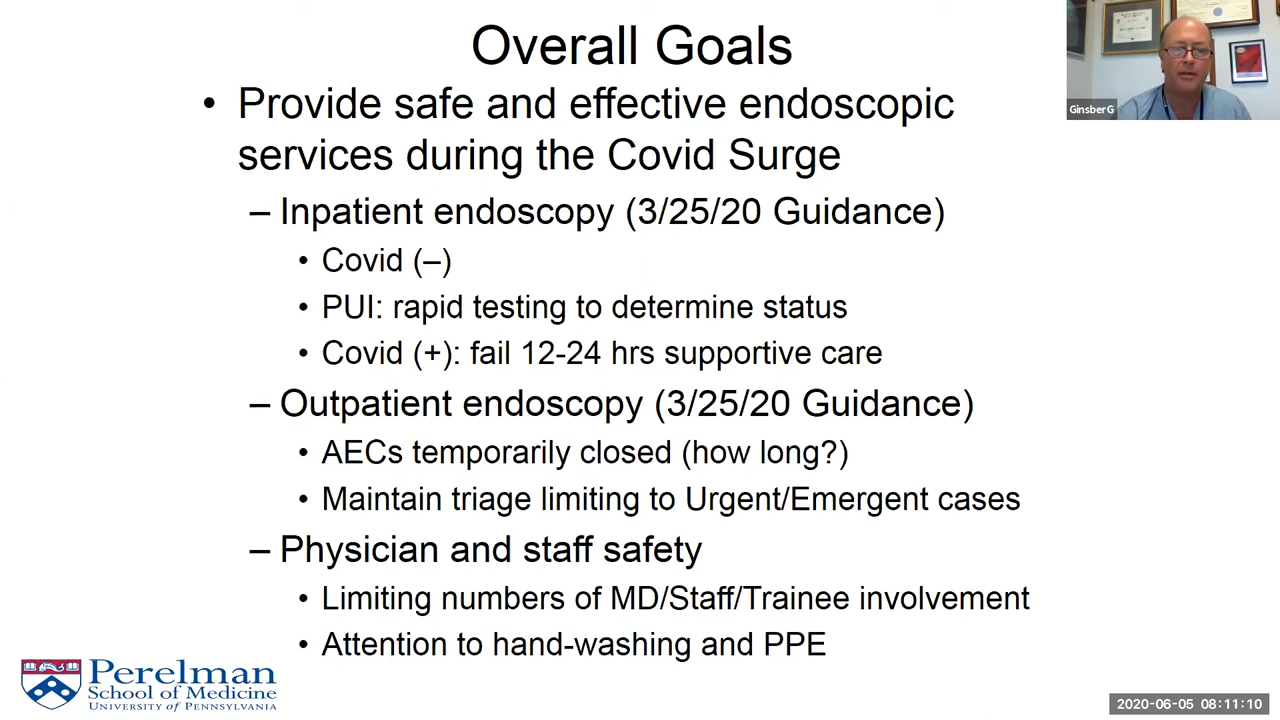 Overall Goals
• Provide safe and effective endoscopic
services during the Covid Surge
– Inpatient endoscopy (3/25/20 Guidance)
• Covid (–)
• PUI: rapid testing to determine status
• Covid (+): fail 12-24 hrs supportive care
– Outpatient endoscopy (3/25/20 Guidance)
• AECs temporarily closed (how long?)
• Maintain triage limiting to Urgent/Emergent cases
– Physician and staff safety
• Limiting numbers of MD/Staff/Trainee involvement
• Attention to hand-washing and PPE
GinsberG
Perelman
School of Medicine
University of Pennsylvania
2020-06-05 08:11:10